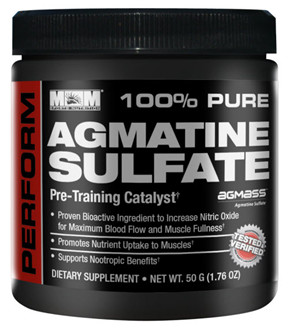 MRM
100% PURE
AGMATINE
SULFATE
PERFORM
Pre-Training Catalyst†
AGMASS™
Agmatine Sulfate
• Proven Bioactive Ingredient to Increase Nitric Oxide
for Maximum Blood Flow and Muscle Fullness†
• Promotes Nutrient Uptake to Muscles†
• Supports Nootropic Benefits†
TESTED
VERIFIED
DIETARY SUPPLEMENT • NET WT. 50 G (1.76 OZ)